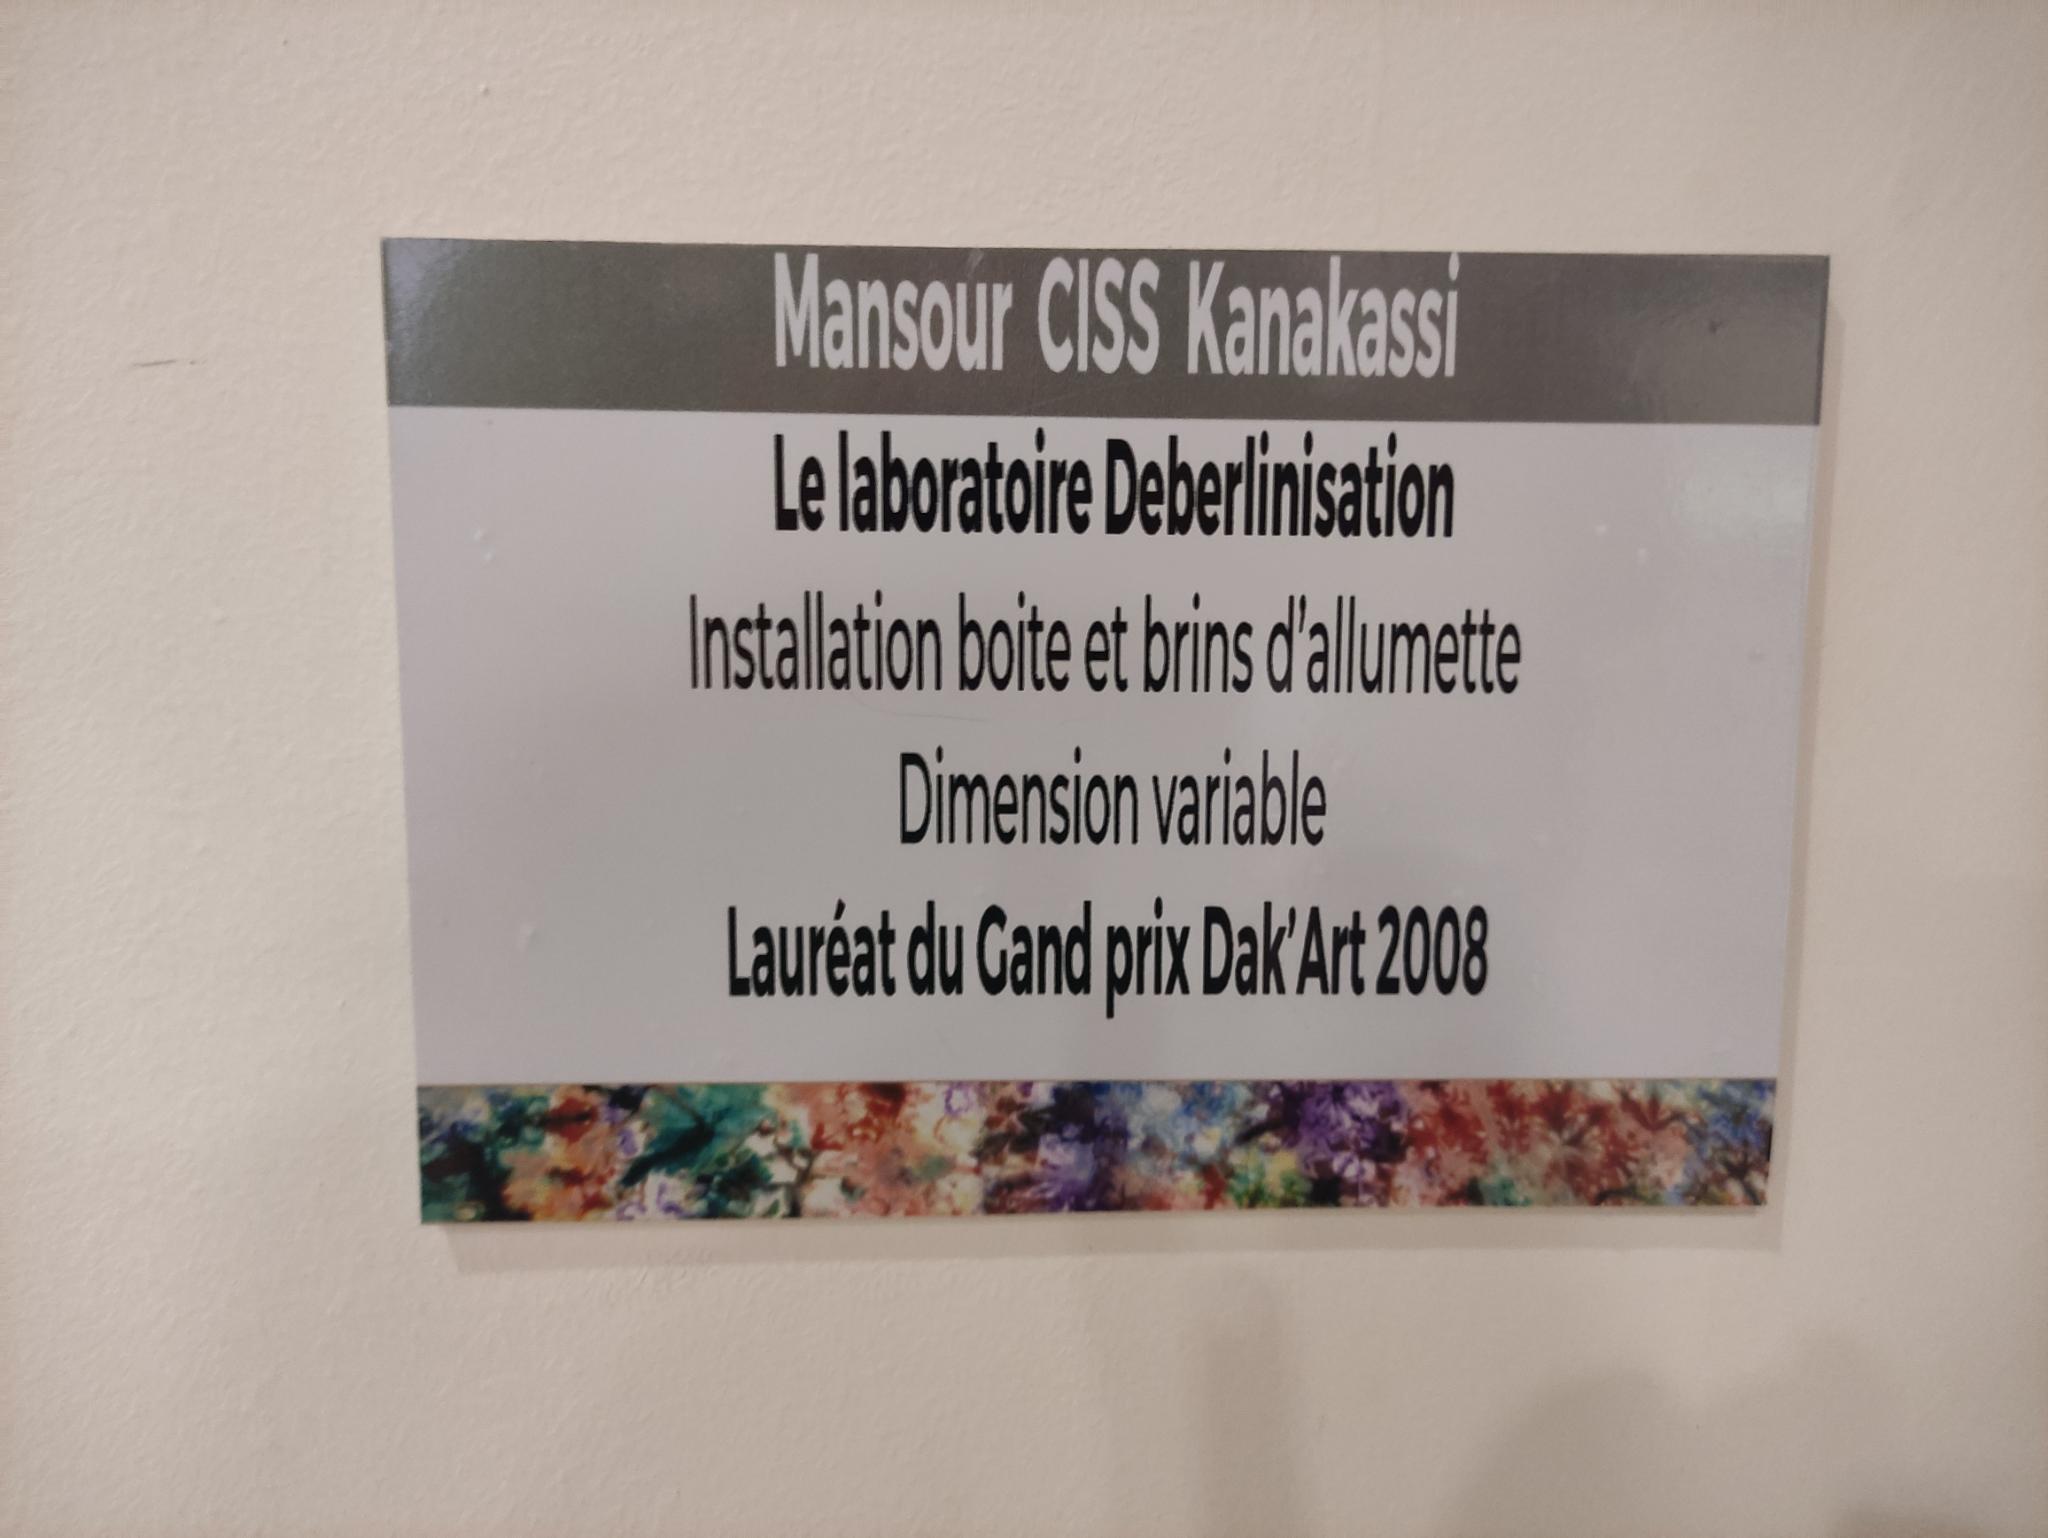 Mansour CISS Kanakassi
Le laboratoire Deberlinisation
Installation boite et brins d'allumette
Dimension variable
Lauréat du Gand prix Dak'Art 2008